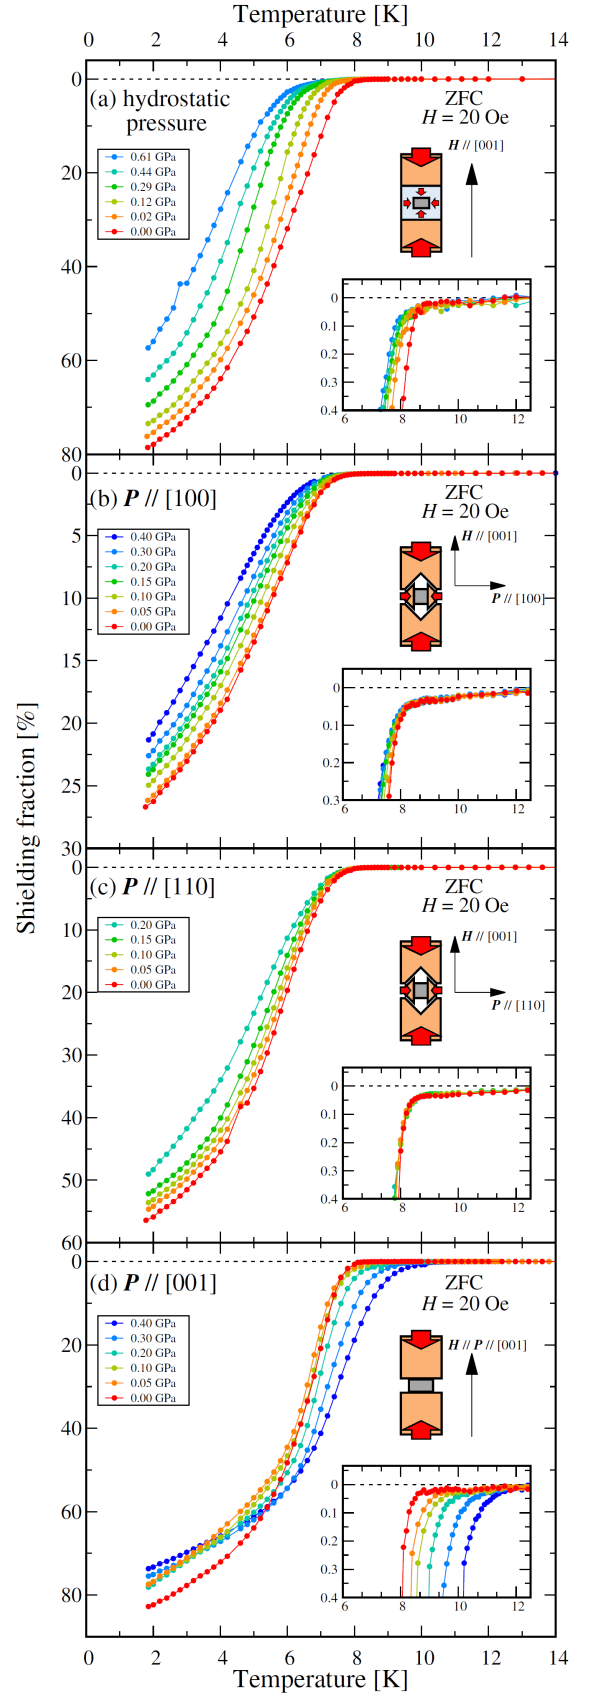 Temperature [K]
0 2 4 6 8 10 12 14
Shielding fraction [%]
0
20
40
60
80
(a) hydrostatic
pressure
0.61 GPa
0.44 GPa
0.29 GPa
0.12 GPa
0.02 GPa
0.00 GPa
ZFC
H = 20 Oe
H // [001]
0
0.1
0.2
0.3
0.4
6 8 10 12
0
5
10
15
20
25
30
(b) P // [100]
0.40 GPa
0.30 GPa
0.20 GPa
0.15 GPa
0.10 GPa
0.05 GPa
0.00 GPa
ZFC
H = 20 Oe
H // [001]
P // [100]
0
0.1
0.2
0.3
6 8 10 12
0
10
20
30
40
50
60
(c) P // [110]
0.20 GPa
0.15 GPa
0.10 GPa
0.05 GPa
0.00 GPa
ZFC
H = 20 Oe
H // [001]
P // [110]
0
0.1
0.2
0.3
0.4
6 8 10 12
0
20
40
60
80
(d) P // [001]
0.40 GPa
0.30 GPa
0.20 GPa
0.10 GPa
0.05 GPa
0.00 GPa
ZFC
H = 20 Oe
H // P // [001]
0
0.1
0.2
0.3
0.4
6 8 10 12
0 2 4 6 8 10 12 14
Temperature [K]